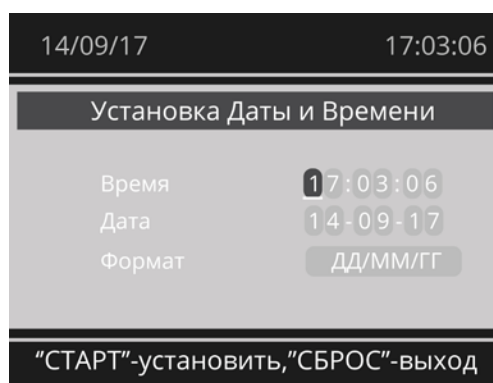 14/09/17 17:03:06
Установка Даты и Времени
Время 17:03:06
Дата 14-09-17
Формат ДД/ММ/ГГ
“СТАРТ”-установить,”СБРОС”-выход